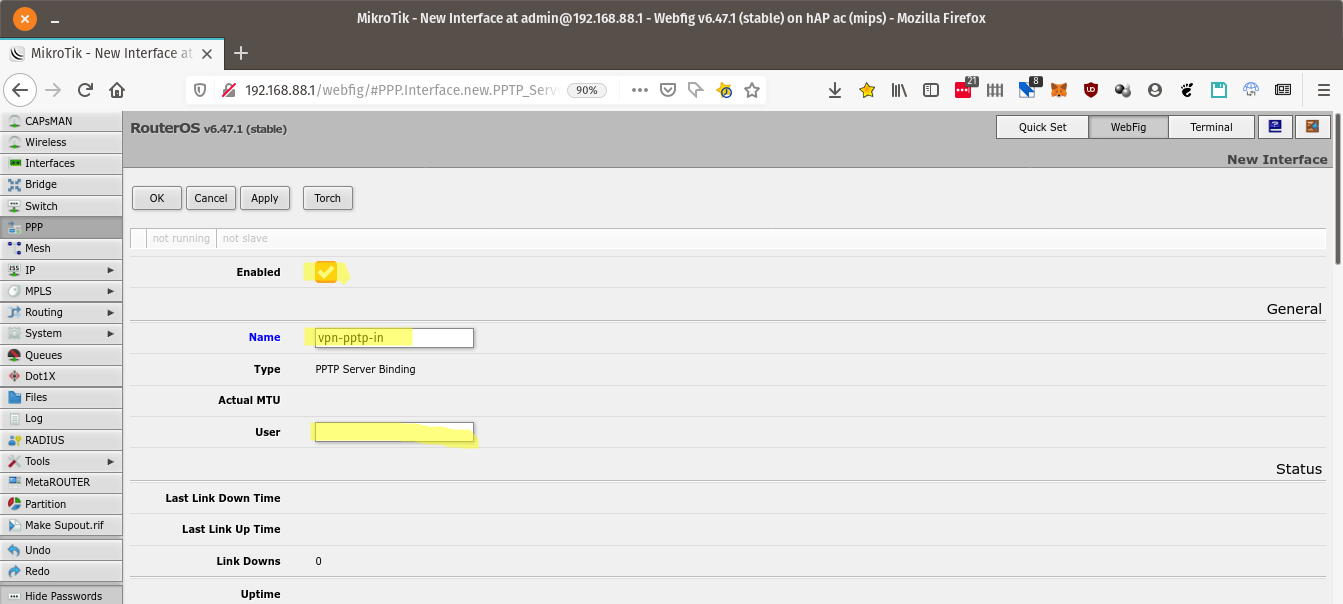 MikroTik - New Interface at admin@192.168.88.1 - Webfig v6.47.1 (stable) on hAP ac (mips) - Mozilla Firefox
MikroTik - New Interface at
192.168.88.1/webfig/#PPP.Interface.new.PPTP_Serv
90%
21
8
CAPsMAN
Wireless
Interfaces
Bridge
Switch
PPP
Mesh
IP
MPLS
Routing
System
Queues
Dot1X
Files
Log
RADIUS
Tools
MetaROUTER
Partition
Make Supout.rif
Undo
Redo
Hide Passwords
RouterOS v6.47.1 (stable)
Quick Set WebFig Terminal
New Interface
OK Cancel Apply Torch
not running not slave
Enabled
General
Name vpn-pptp-in
Type PPTP Server Binding
Actual MTU
User
Status
Last Link Down Time
Last Link Up Time
Link Downs 0
Uptime